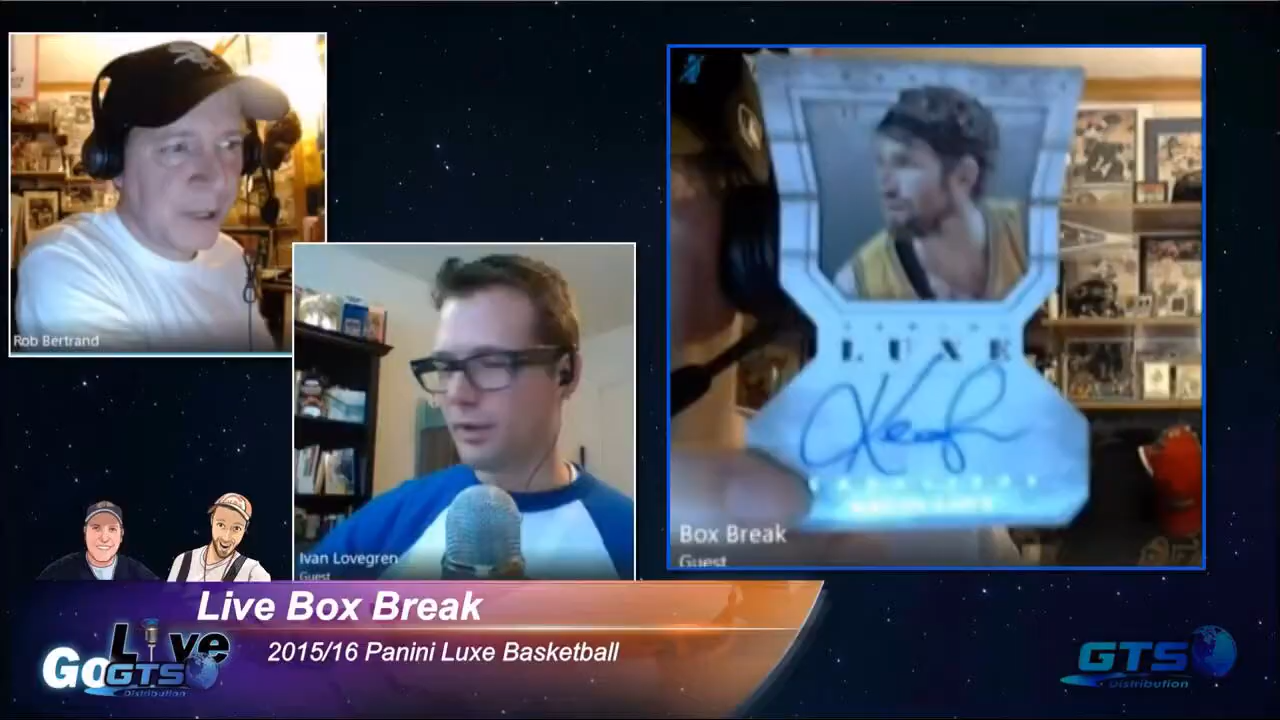 Rob Bertrand
Ivan Lovegren
Guest
LUXE
Box Break
Guest
Live Box Break
2015/16 Panini Luxe Basketball
Go
Live
GTS
Distribution
GTS
Distribution